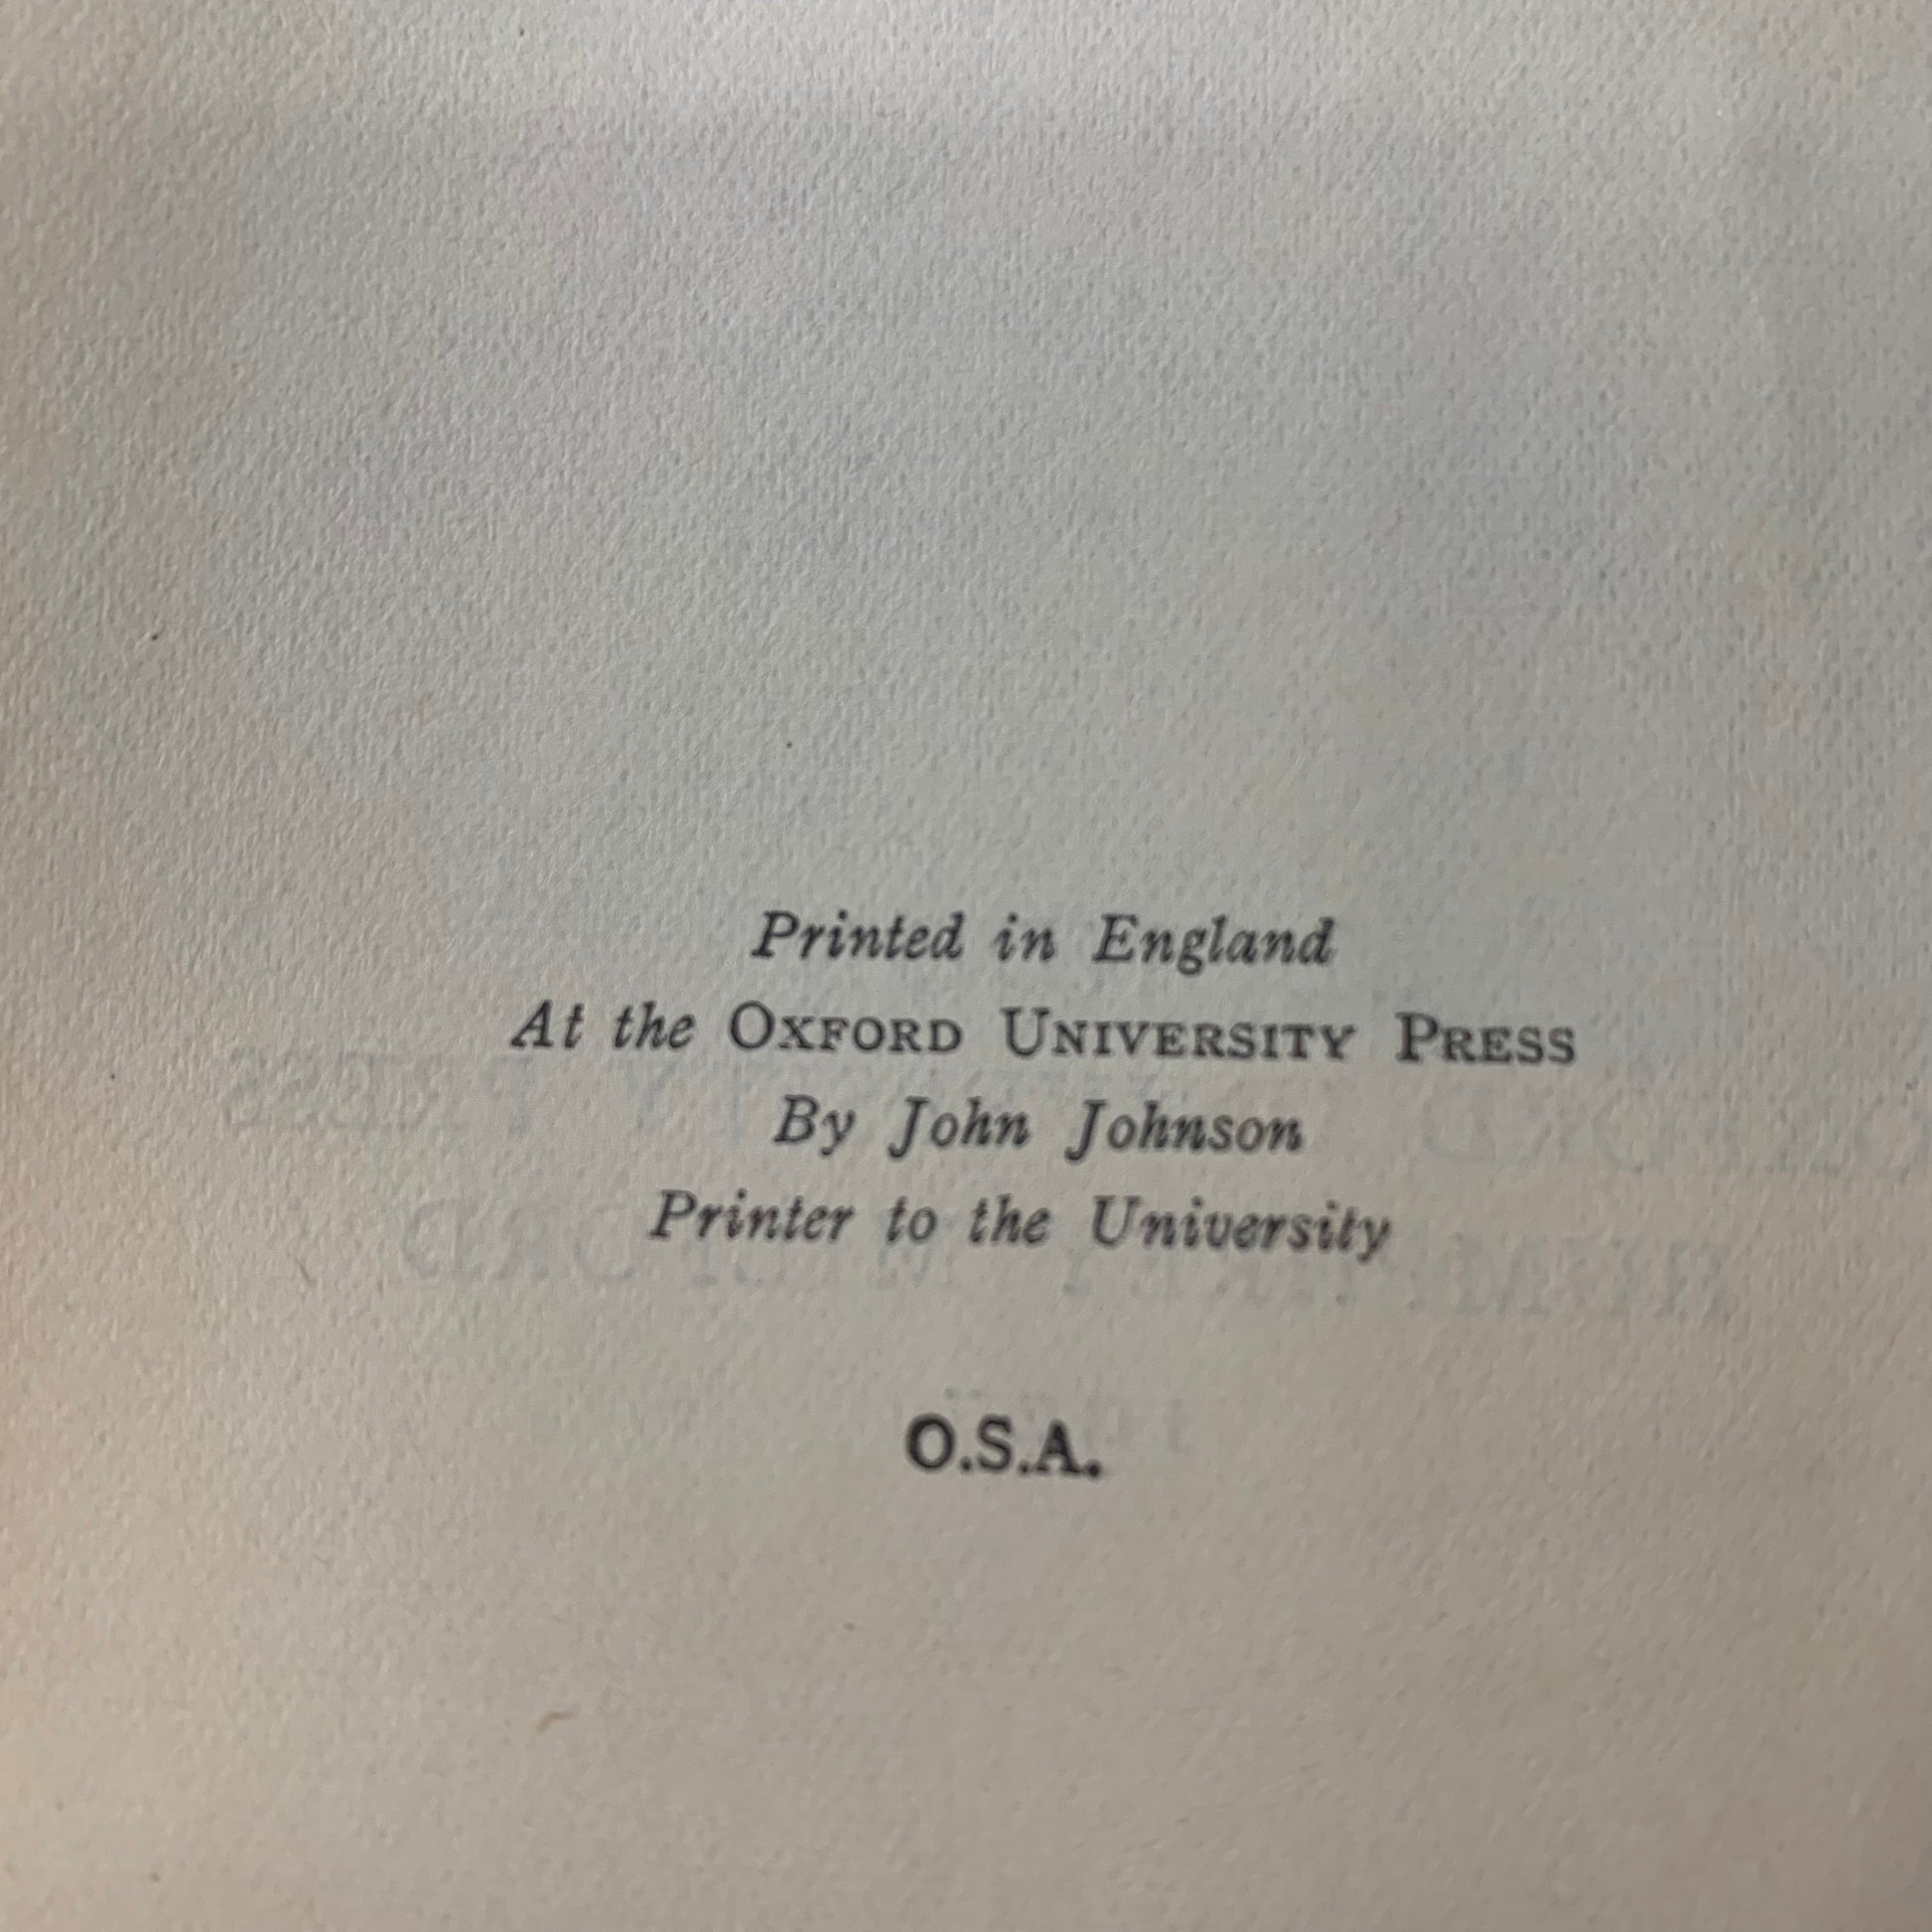 Printed in England
At the OXFORD UNIVERSITY PRESS
By John Johnson
Printer to the University
O.S.A.